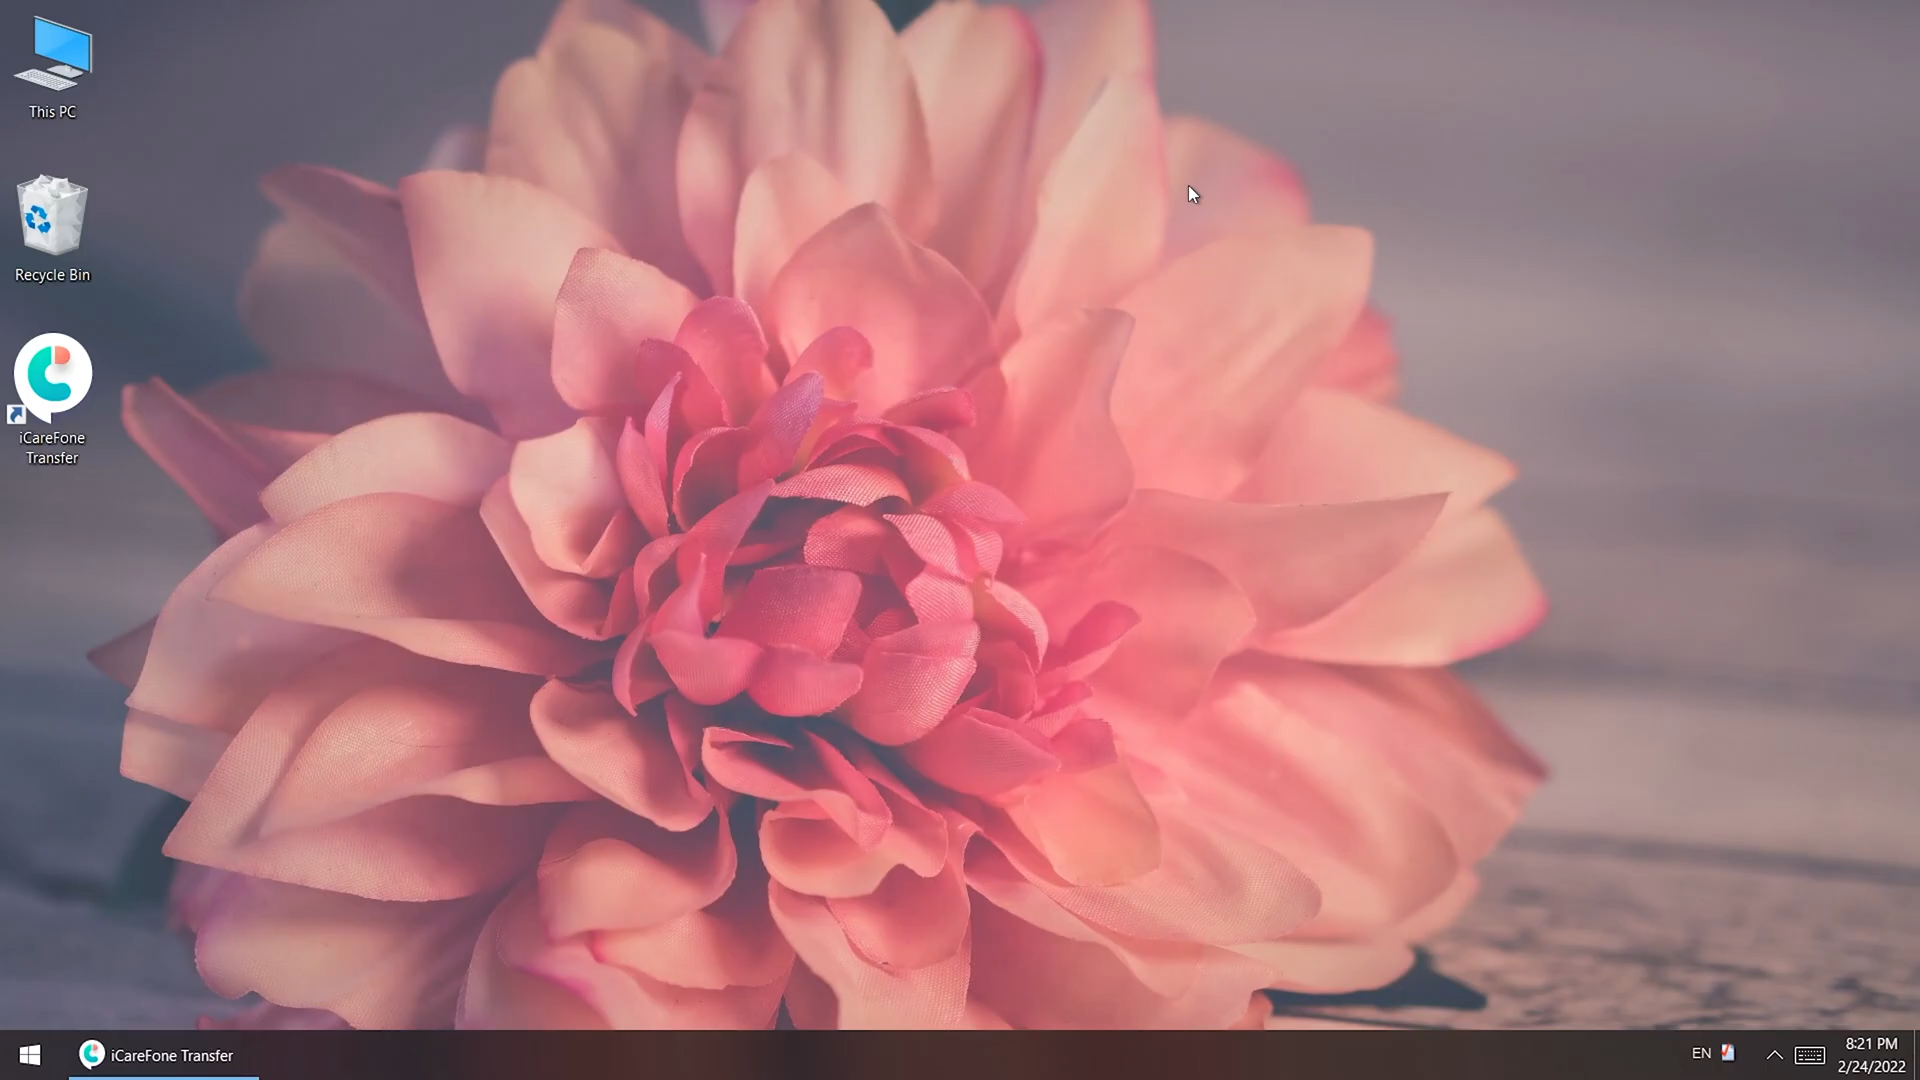 This PC
Recycle Bin
iCareFone
Transfer
iCareFone Transfer
EN
8:21 PM
2/24/2022